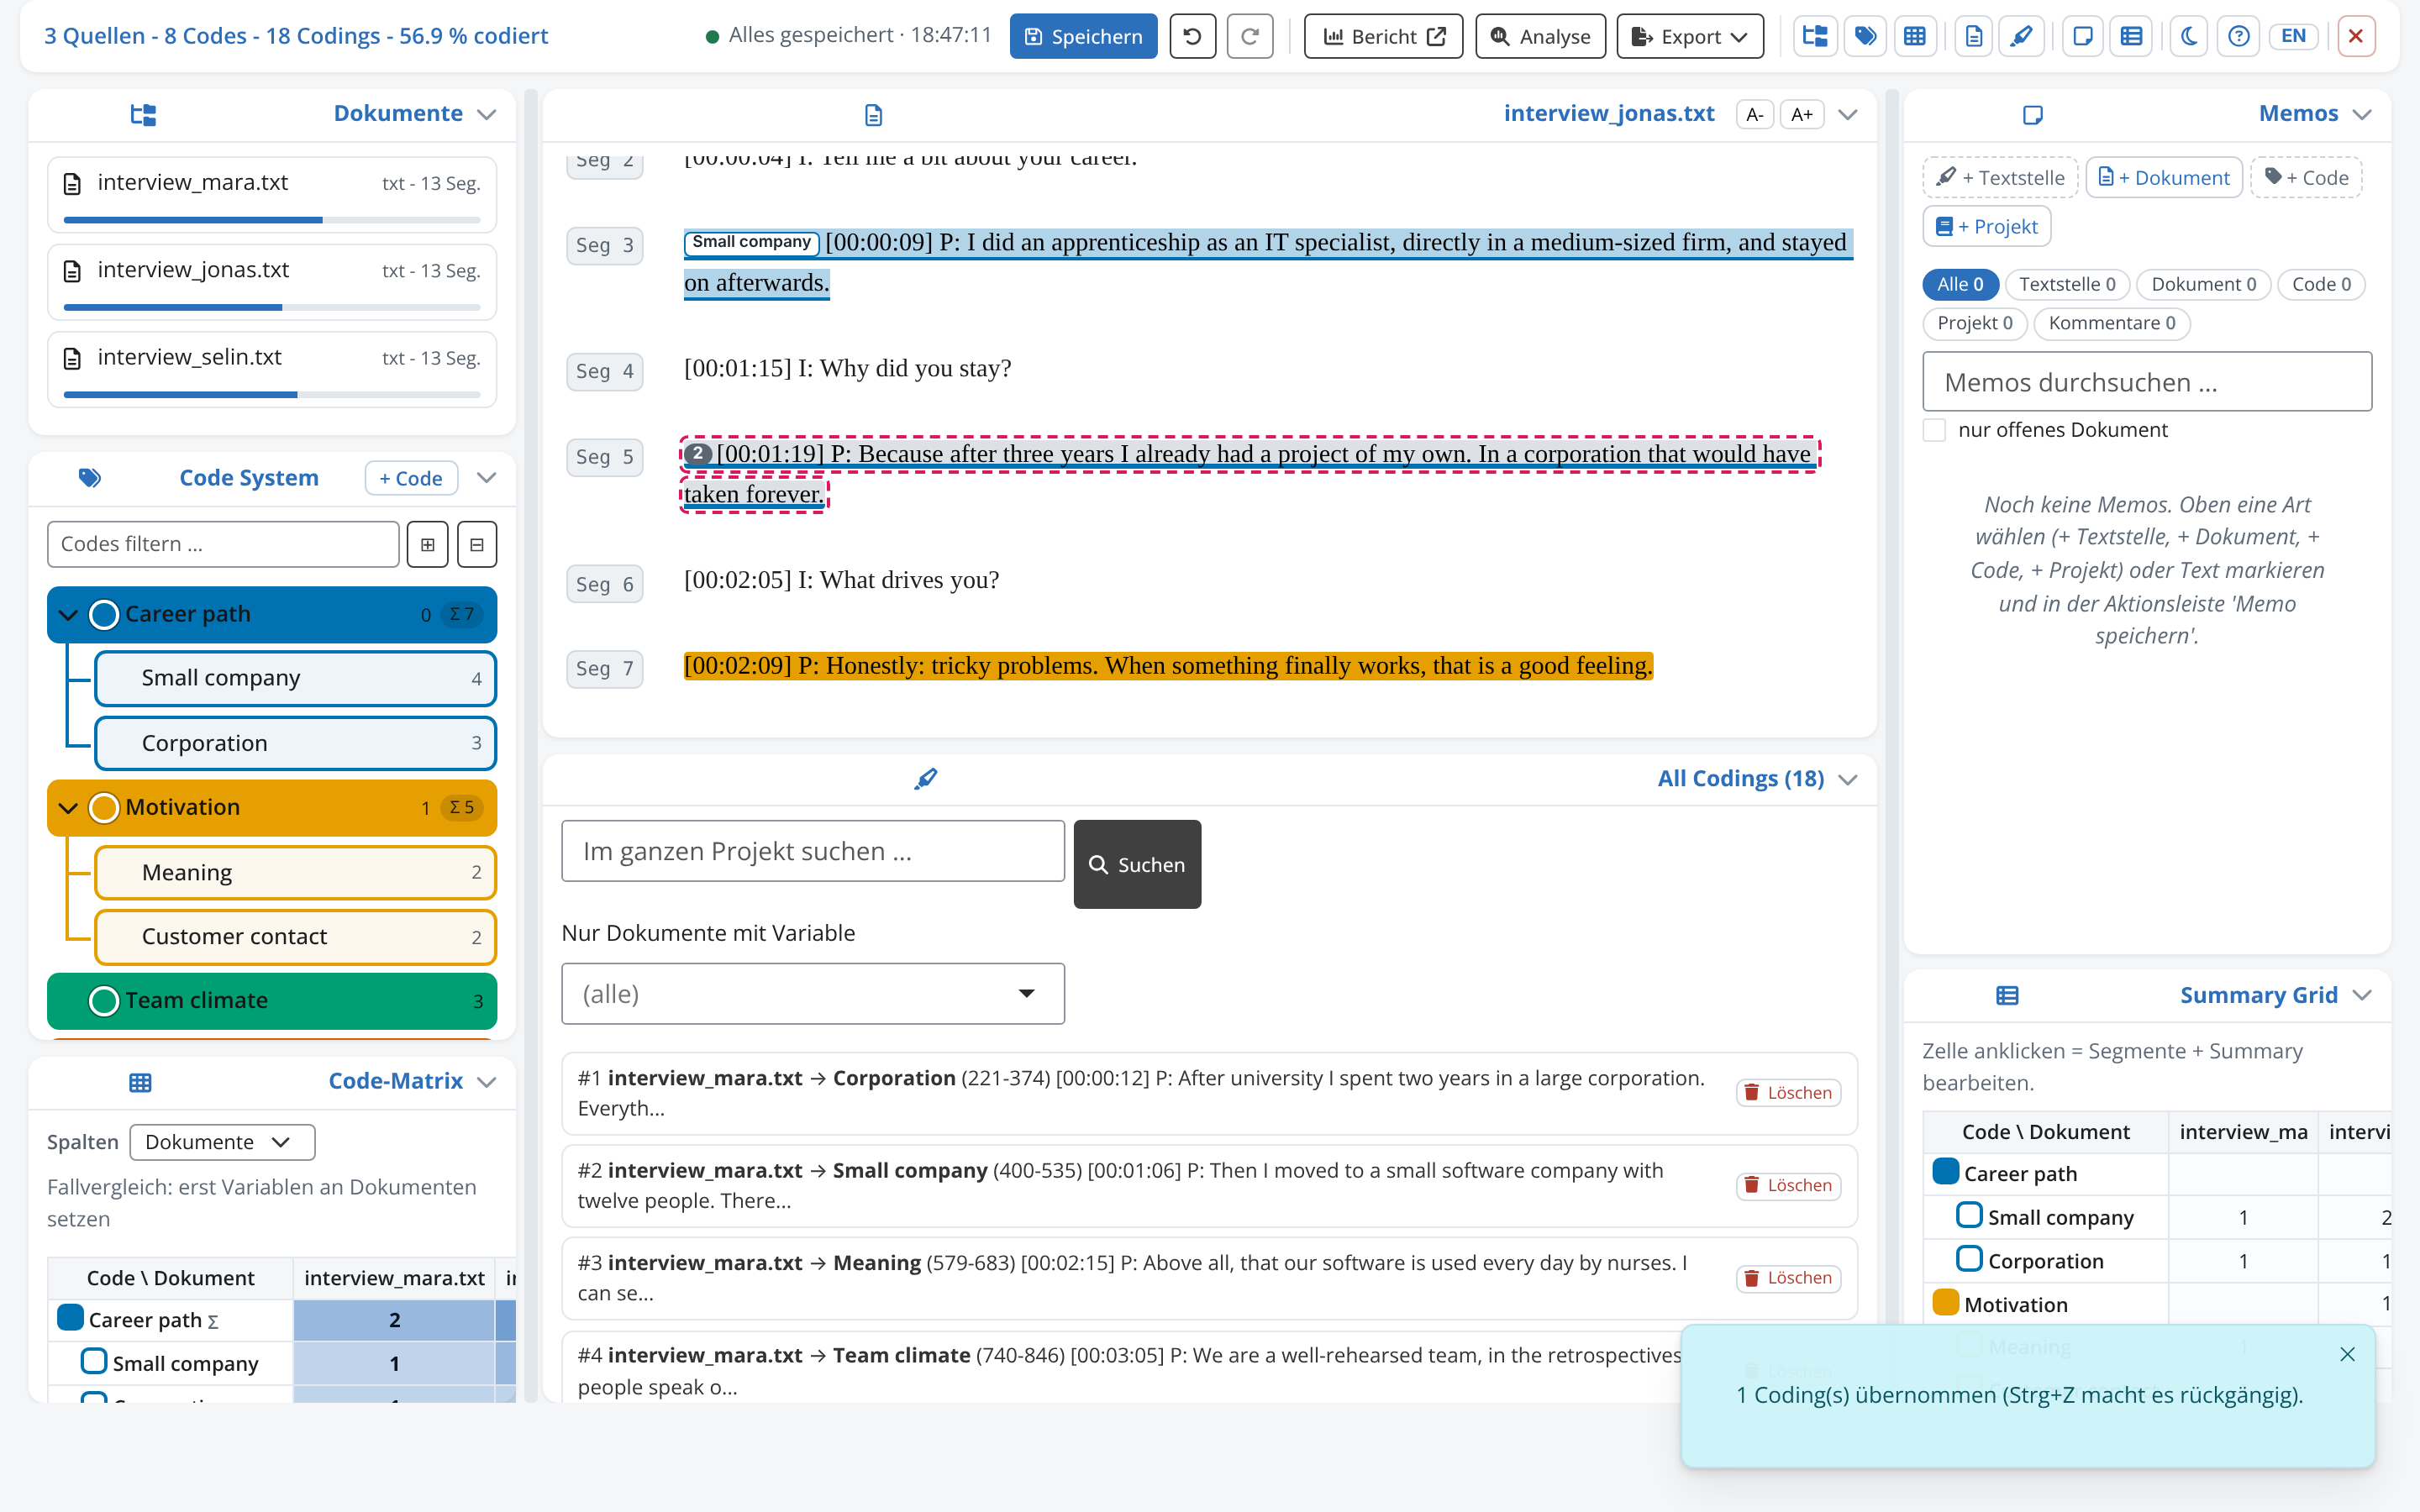 3 Quellen - 8 Codes - 18 Codings - 56.9 % codiert
Alles gespeichert · 18:47:11
Speichern
Bericht
Analyse
Export
EN
Dokumente
interview_mara.txt
txt - 13 Seg.
interview_jonas.txt
txt - 13 Seg.
interview_selin.txt
txt - 13 Seg.
Code System
+ Code
Codes filtern ...
Career path 0 Σ 7
Small company 4
Corporation 3
Motivation 1 Σ 5
Meaning 2
Customer contact 2
Team climate 3
Code-Matrix
Spalten
Dokumente
Fallvergleich: erst Variablen an Dokumenten
setzen
Code \ Dokument interview_mara.txt
Career path Σ 2
Small company 1
interview_jonas.txt
A- A+
Seg 2 [00:00:04] I: Tell me a bit about your career.
Seg 3 Small company [00:00:09] P: I did an apprenticeship as an IT specialist, directly in a medium-sized firm, and stayed
on afterwards.
Seg 4 [00:01:15] I: Why did you stay?
Seg 5 2 [00:01:19] P: Because after three years I already had a project of my own. In a corporation that would have
taken forever.
Seg 6 [00:02:05] I: What drives you?
Seg 7 [00:02:09] P: Honestly: tricky problems. When something finally works, that is a good feeling.
All Codings (18)
Im ganzen Projekt suchen ...
Suchen
Nur Dokumente mit Variable
(alle)
#1 interview_mara.txt → Corporation (221-374) [00:00:12] P: After university I spent two years in a large corporation.
Everyth...
Löschen
#2 interview_mara.txt → Small company (400-535) [00:01:06] P: Then I moved to a small software company with
twelve people. There...
Löschen
#3 interview_mara.txt → Meaning (579-683) [00:02:15] P: Above all, that our software is used every day by nurses. I
can se...
Löschen
#4 interview_mara.txt → Team climate (740-846) [00:03:05] P: We are a well-rehearsed team, in the retrospectives
people speak o...
Memos
+ Textstelle
+ Dokument
+ Code
+ Projekt
Alle 0
Textstelle 0
Dokument 0
Code 0
Projekt 0
Kommentare 0
Memos durchsuchen ...
nur offenes Dokument
Noch keine Memos. Oben eine Art
wählen (+ Textstelle, + Dokument, +
Code, + Projekt) oder Text markieren
und in der Aktionsleiste 'Memo
speichern'.
Summary Grid
Zelle anklicken = Segmente + Summary
bearbeiten.
Code \ Dokument interview_ma intervi
Career path
Small company 1 2
Corporation 1 1
Motivation 1
Meaning 1
1 Coding(s) übernommen (Strg+Z macht es rückgängig).